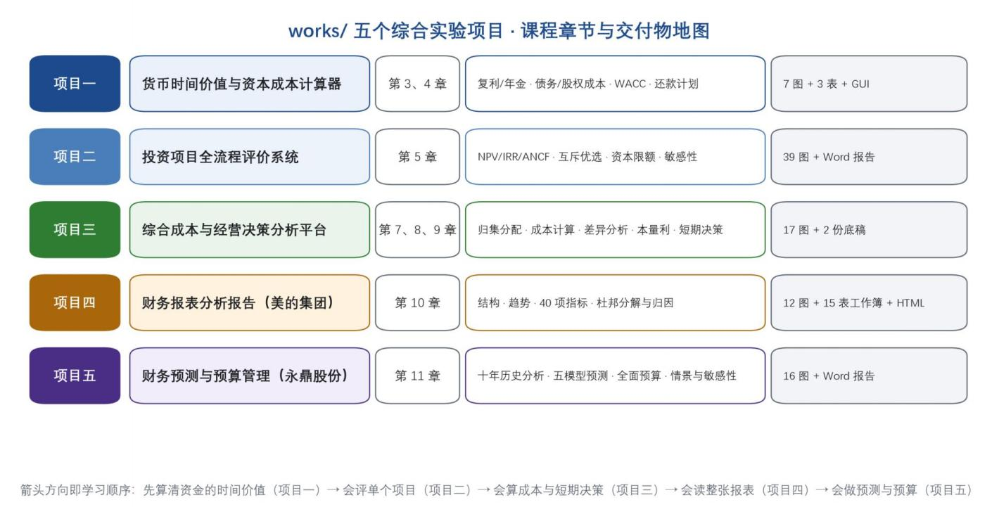 works/ 五个综合实验项目 · 课程章节与交付物地图
项目一 货币时间价值与资本成本计算器 第 3、4 章 复利/年金 · 债务/股权成本 · WACC · 还款计划 7 图 + 3 表 + GUI
项目二 投资项目全流程评价系统 第 5 章 NPV/IRR/ANCF · 互斥优选 · 资本限额 · 敏感性 39 图 + Word 报告
项目三 综合成本与经营决策分析平台 第 7、8、9 章 归集分配 · 成本计算 · 差异分析 · 本量利 · 短期决策 17 图 + 2 份底稿
项目四 财务报表分析报告（美的集团） 第 10 章 结构 · 趋势 · 40 项指标 · 杜邦分解与归因 12 图 + 15 表工作簿 + HTML
项目五 财务预测与预算管理（永鼎股份） 第 11 章 十年历史分析 · 五模型预测 · 全面预算 · 情景与敏感性 16 图 + Word 报告
箭头方向即学习顺序：先算清资金的时间价值（项目一）→ 会评单个项目（项目二）→ 会算成本与短期决策（项目三）→ 会读整张报表（项目四）→ 会做预测与预算（项目五）